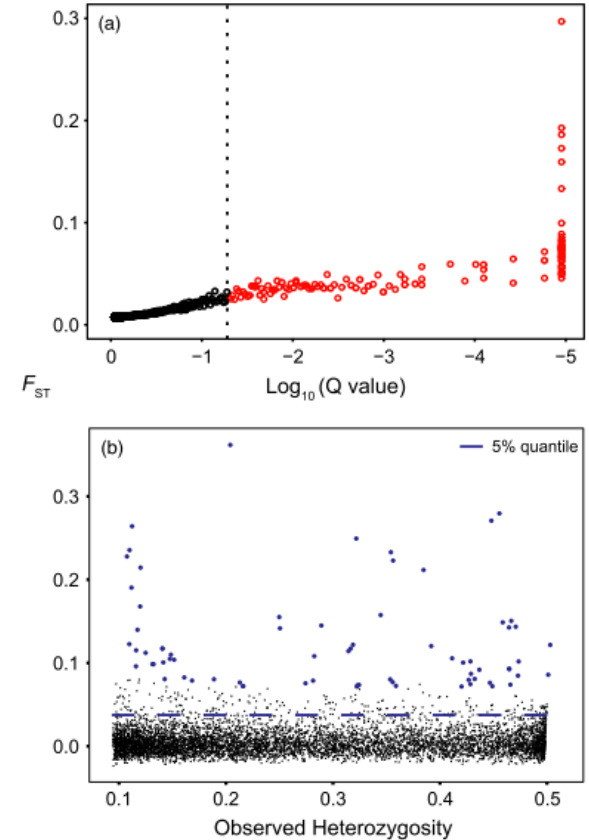 (a)
0.3
0.2
0.1
0.0
0 −1 −2 −3 −4 −5
Log10 (Q value)
FST
(b)
5% quantile
0.3
0.2
0.1
0.0
0.1 0.2 0.3 0.4 0.5
Observed Heterozygosity